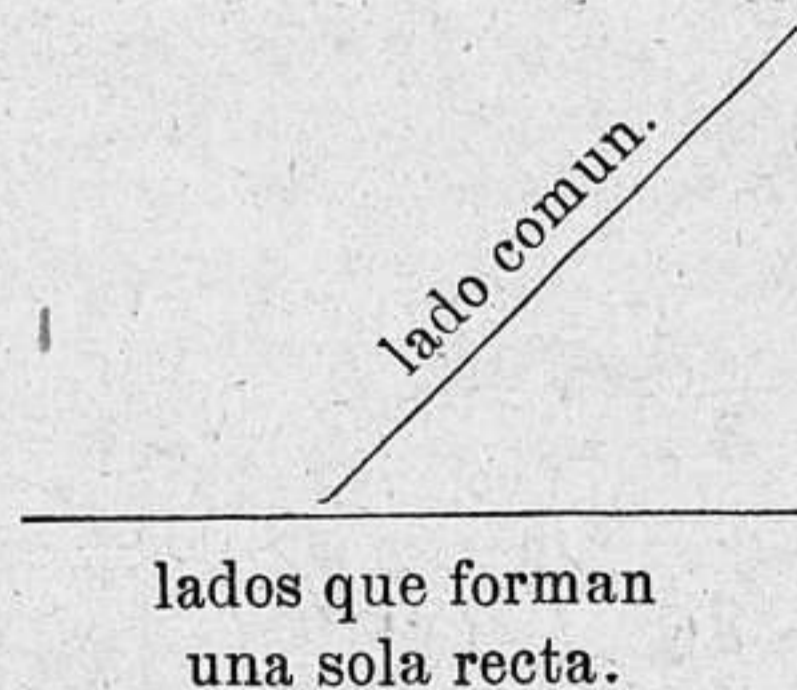 lado comun.
lados que forman
una sola recta.